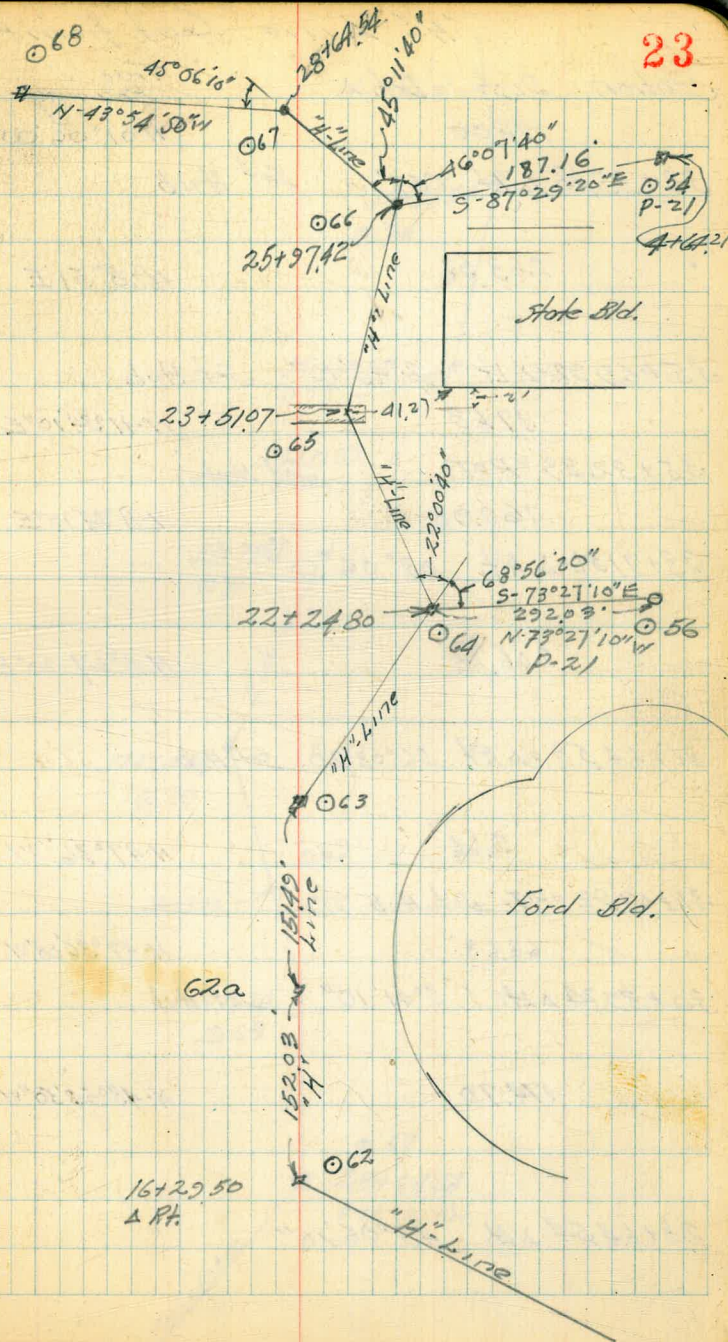 23
68
45°06'10"
28+64.54
45°11'40"
N-43°54'50"W
67
"H"-Line
46°07'40"
187.16'
S-87°29'20"E
54
P-21
4+64.21
66
25+97.42
"H" Line
State Bld.
23+51.07
41.27
65
"H"-Line
22°00'40"
68°56'20"
S-73°27'10"E
22+24.80
292.03'
64
N-73°27'10"W
56
P-21
"H"-Line
63
151.49'
Line
Ford Bld.
62a
152.03'
"H"
62
16+29.50
Δ Rt.
"H"-Line